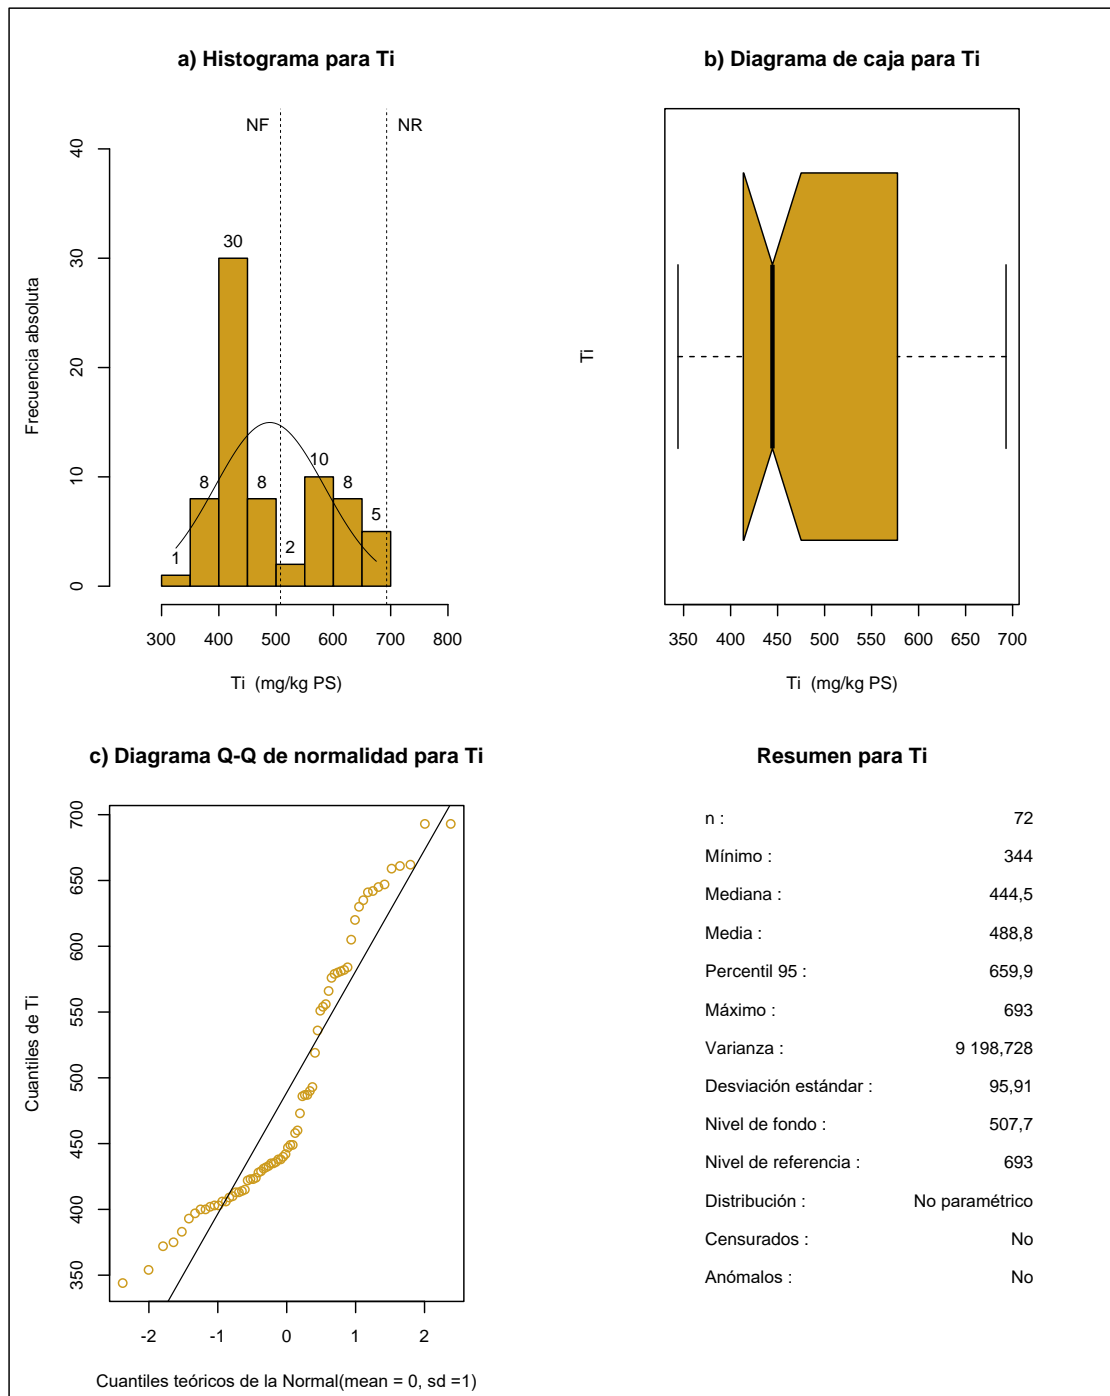 a) Histograma para Ti
NF
NR
Frecuencia absoluta
40
30
20
10
0
1
8
30
8
2
10
8
5
300 400 500 600 700 800
Ti (mg/kg PS)
b) Diagrama de caja para Ti
Ti
350 400 450 500 550 600 650 700
Ti (mg/kg PS)
c) Diagrama Q-Q de normalidad para Ti
Cuantiles de Ti
700
650
600
550
500
450
400
350
-2 -1 0 1 2
Cuantiles teóricos de la Normal(mean = 0, sd =1)
Resumen para Ti
n : 72
Mínimo : 344
Mediana : 444,5
Media : 488,8
Percentil 95 : 659,9
Máximo : 693
Varianza : 9 198,728
Desviación estándar : 95,91
Nivel de fondo : 507,7
Nivel de referencia : 693
Distribución : No paramétrico
Censurados : No
Anómalos : No